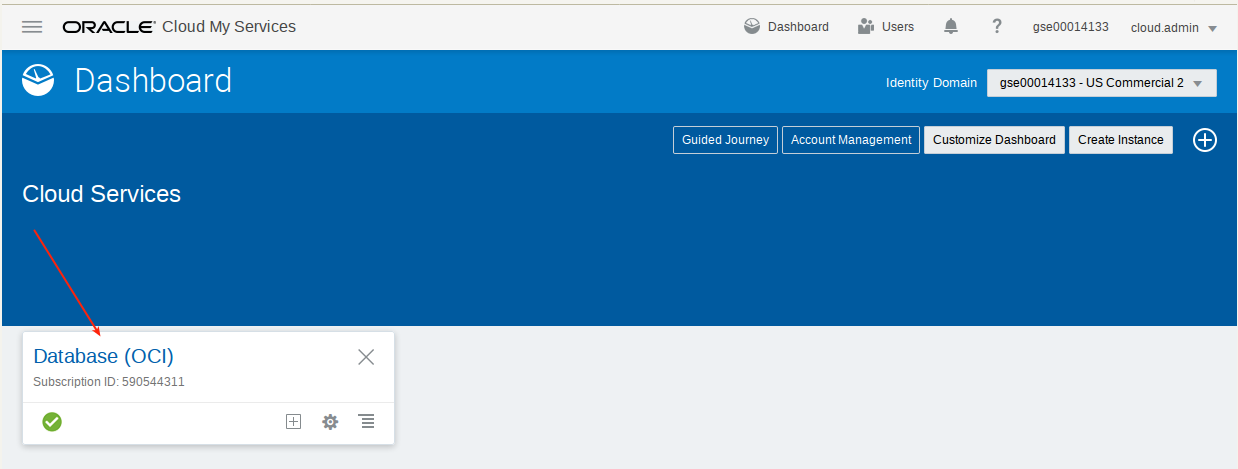 ORACLE Cloud My Services Dashboard Users ? gse00014133 cloud.admin
Dashboard Identity Domain gse00014133 - US Commercial 2
Guided Journey Account Management Customize Dashboard Create Instance
Cloud Services
Database (OCI)
Subscription ID: 590544311